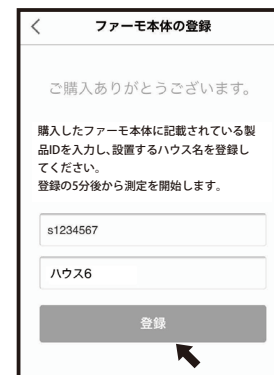 ファーモ本体の登録
ご購入ありがとうございます。
購入したファーモ本体に記載されている製
品IDを入力し、設置するハウス名を登録し
てください。
登録の5分後から測定を開始します。
s1234567
ハウス6
登録